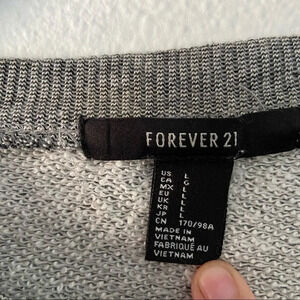 FOREVER 21
US L
CA G
MX L
EU L
UK L
KR L
JP L
CN 170/98A
MADE IN
VIETNAM
FABRIQUÉ AU
VIETNAM